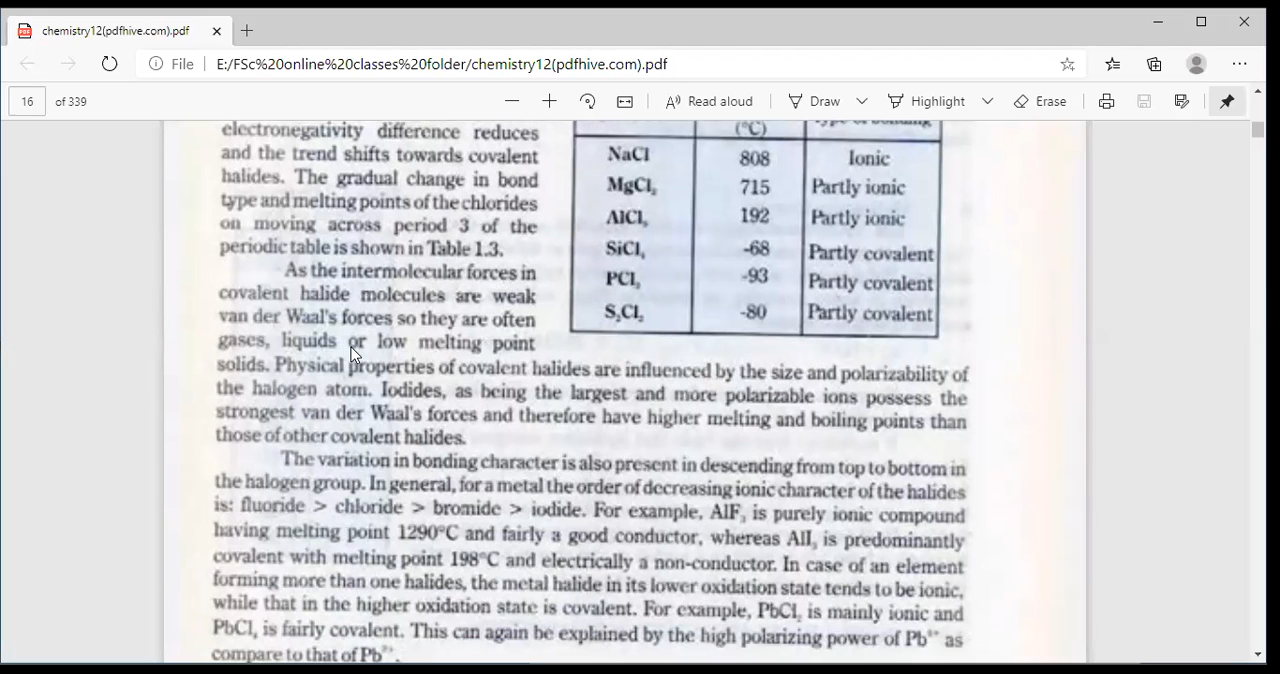 chemistry12(pdfhive.com).pdf
File E:/FSc%20online%20classes%20folder/chemistry12(pdfhive.com).pdf
16 of 339 Read aloud Draw Highlight Erase
electronegativity difference reduces
and the trend shifts towards covalent
halides. The gradual change in bond
type and melting points of the chlorides
on moving across period 3 of the
periodic table is shown in Table 1.3.
As the intermolecular forces in
covalent halide molecules are weak
van der Waal's forces so they are often
gases, liquids or low melting point
(°C) type of bonding
NaCl 808 Ionic
MgCl₂ 715 Partly ionic
AlCl₃ 192 Partly ionic
SiCl₄ -68 Partly covalent
PCl₃ -93 Partly covalent
S₂Cl₂ -80 Partly covalent
solids. Physical properties of covalent halides are influenced by the size and polarizability of
the halogen atom. Iodides, as being the largest and more polarizable ions possess the
strongest van der Waal's forces and therefore have higher melting and boiling points than
those of other covalent halides.
The variation in bonding character is also present in descending from top to bottom in
the halogen group. In general, for a metal the order of decreasing ionic character of the halides
is: fluoride > chloride > bromide > iodide. For example, AlF₃ is purely ionic compound
having melting point 1290°C and fairly a good conductor, whereas AlI₃ is predominantly
covalent with melting point 198°C and electrically a non-conductor. In case of an element
forming more than one halides, the metal halide in its lower oxidation state tends to be ionic,
while that in the higher oxidation state is covalent. For example, PbCl₂ is mainly ionic and
PbCl₄ is fairly covalent. This can again be explained by the high polarizing power of Pb⁴⁺ as
compare to that of Pb²⁺.